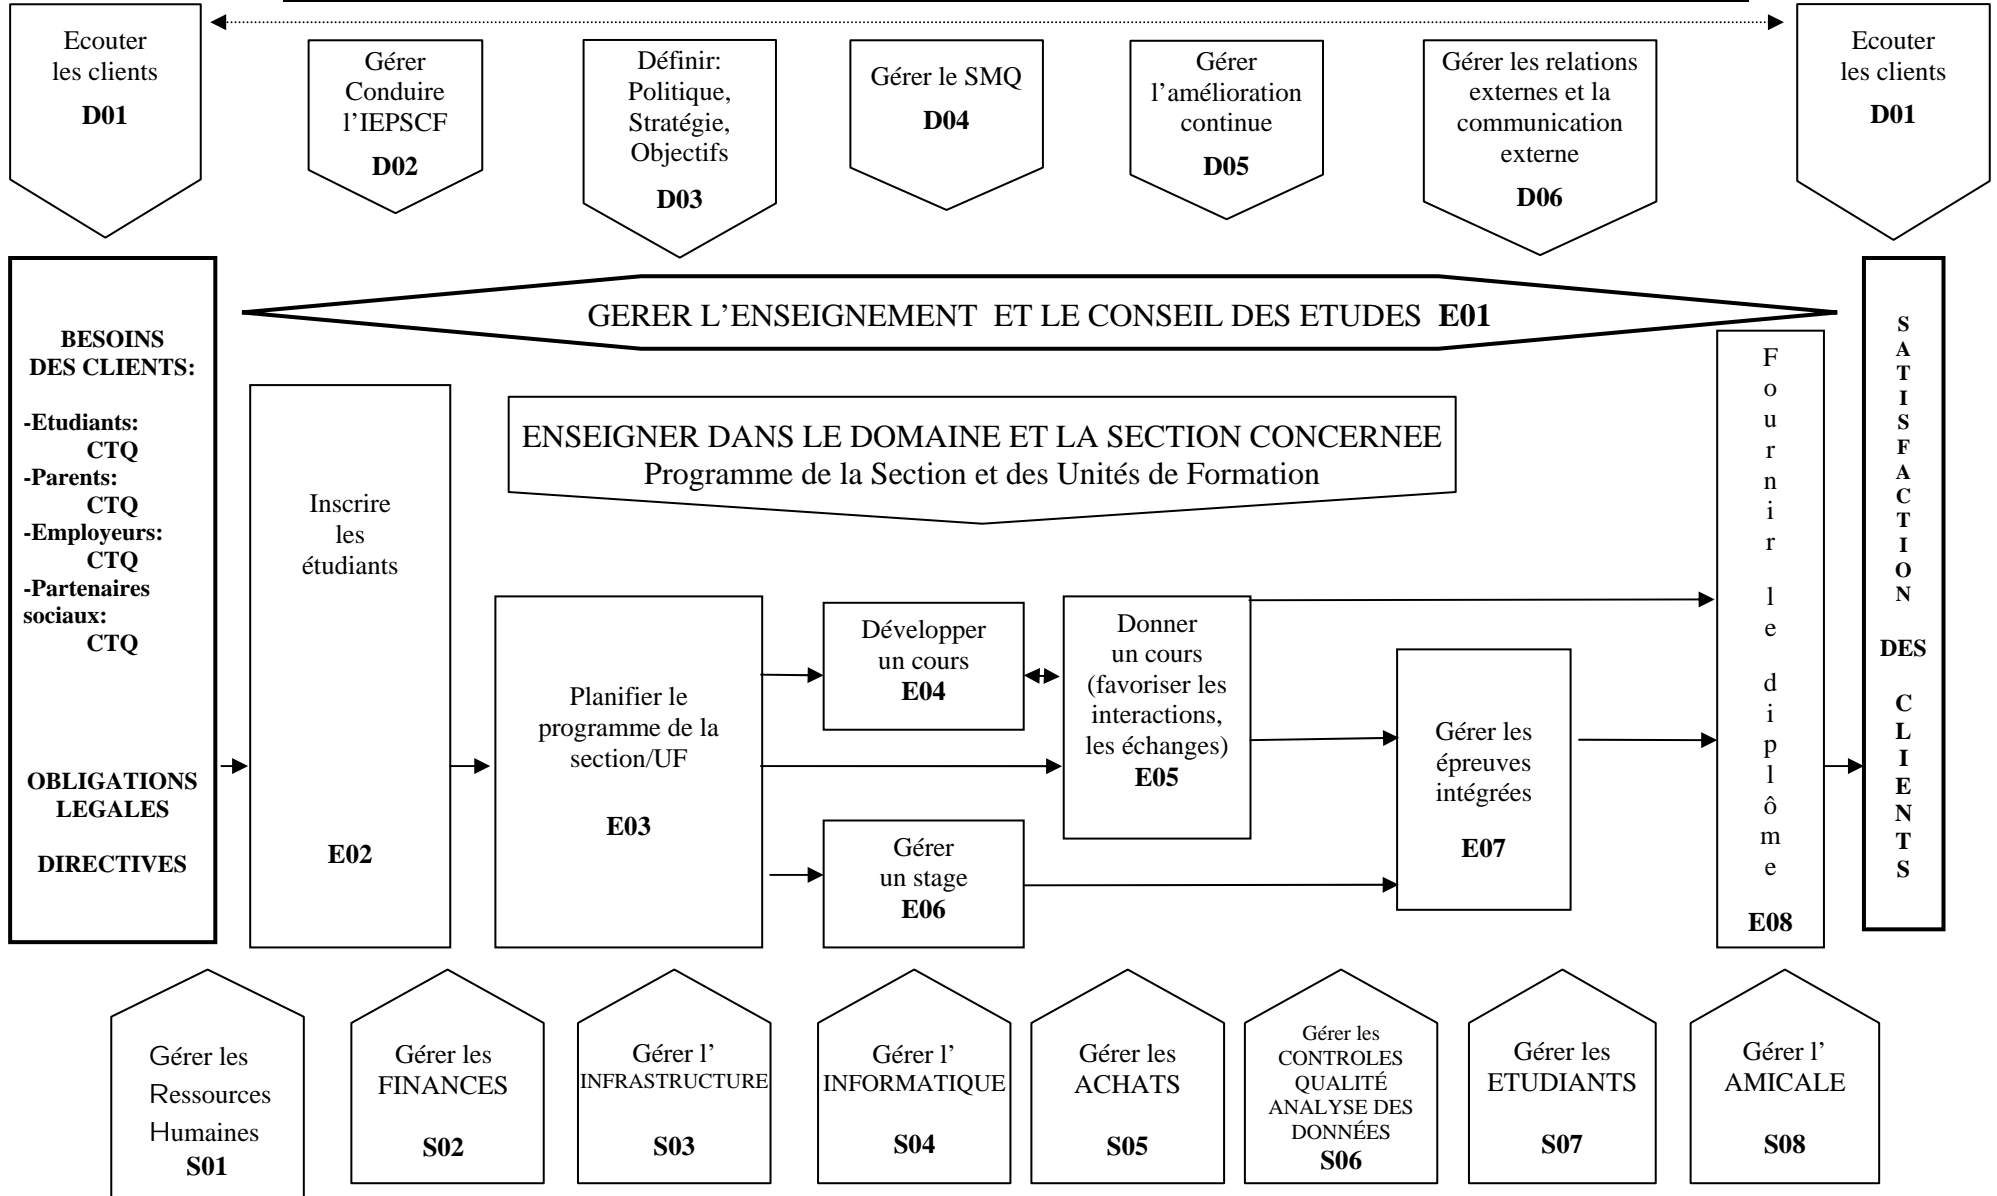 Ecouter
les clients
D01
Gérer
Conduire
l’IEPSCF
D02
Définir:
Politique,
Stratégie,
Objectifs
D03
Gérer le SMQ
D04
Gérer
l’amélioration
continue
D05
Gérer les relations
externes et la
communication
externe
D06
Ecouter
les clients
D01
BESOINS
DES CLIENTS:
-Etudiants:
CTQ
-Parents:
CTQ
-Employeurs:
CTQ
-Partenaires
sociaux:
CTQ
OBLIGATIONS
LEGALES
DIRECTIVES
GERER L’ENSEIGNEMENT ET LE CONSEIL DES ETUDES E01
ENSEIGNER DANS LE DOMAINE ET LA SECTION CONCERNEE
Programme de la Section et des Unités de Formation
Inscrire
les
étudiants
E02
Planifier le
programme de la
section/UF
E03
Développer
un cours
E04
Donner
un cours
(favoriser les
interactions,
les échanges)
E05
Gérer
un stage
E06
Gérer les
épreuves
intégrées
E07
Fournir le diplôme
E08
SATISFACTION DES CLIENTS
Gérer les
Ressources
Humaines
S01
Gérer les
FINANCES
S02
Gérer l’
INFRASTRUCTURE
S03
Gérer l’
INFORMATIQUE
S04
Gérer les
ACHATS
S05
Gérer les
CONTROLES
QUALITÉ
ANALYSE DES
DONNÉES
S06
Gérer les
ETUDIANTS
S07
Gérer l’
AMICALE
S08